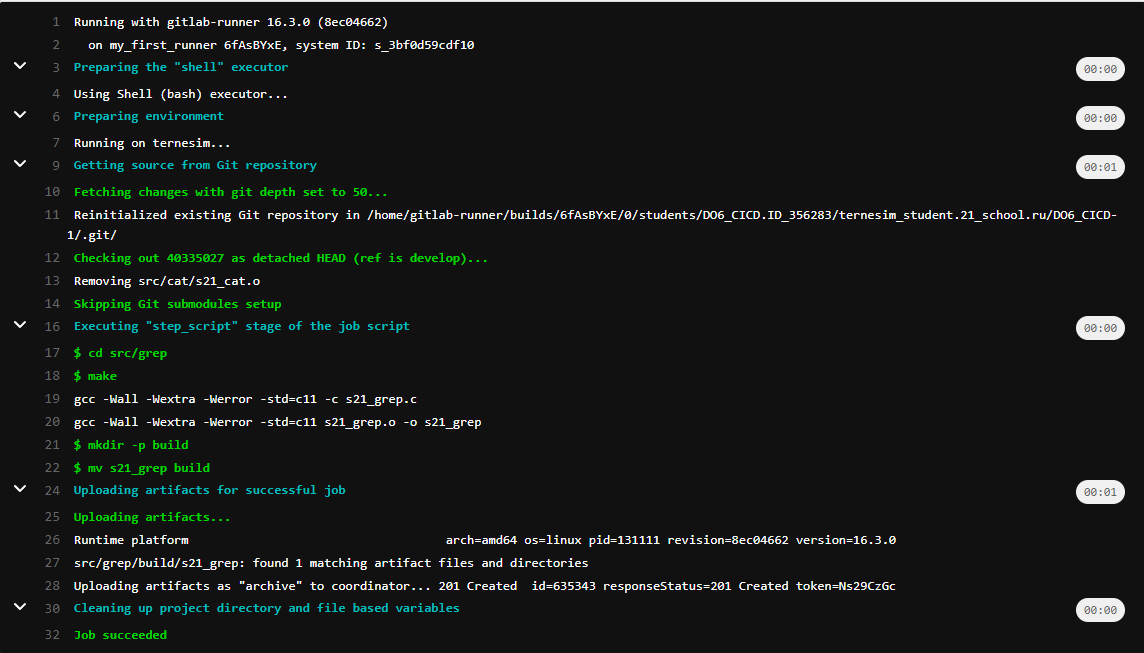 1 Running with gitlab-runner 16.3.0 (8ec04662)
2 on my_first_runner 6fAsBYxE, system ID: s_3bf0d59cdf10
3 Preparing the "shell" executor 00:00
4 Using Shell (bash) executor...
6 Preparing environment 00:00
7 Running on ternesim...
9 Getting source from Git repository 00:01
10 Fetching changes with git depth set to 50...
11 Reinitialized existing Git repository in /home/gitlab-runner/builds/6fAsBYxE/0/students/DO6_CICD.ID_356283/ternesim_student.21_school.ru/DO6_CICD-
1/.git/
12 Checking out 40335027 as detached HEAD (ref is develop)...
13 Removing src/cat/s21_cat.o
14 Skipping Git submodules setup
16 Executing "step_script" stage of the job script 00:00
17 $ cd src/grep
18 $ make
19 gcc -Wall -Wextra -Werror -std=c11 -c s21_grep.c
20 gcc -Wall -Wextra -Werror -std=c11 s21_grep.o -o s21_grep
21 $ mkdir -p build
22 $ mv s21_grep build
24 Uploading artifacts for successful job 00:01
25 Uploading artifacts...
26 Runtime platform arch=amd64 os=linux pid=131111 revision=8ec04662 version=16.3.0
27 src/grep/build/s21_grep: found 1 matching artifact files and directories
28 Uploading artifacts as "archive" to coordinator... 201 Created id=635343 responseStatus=201 Created token=Ns29CzGc
30 Cleaning up project directory and file based variables 00:00
32 Job succeeded